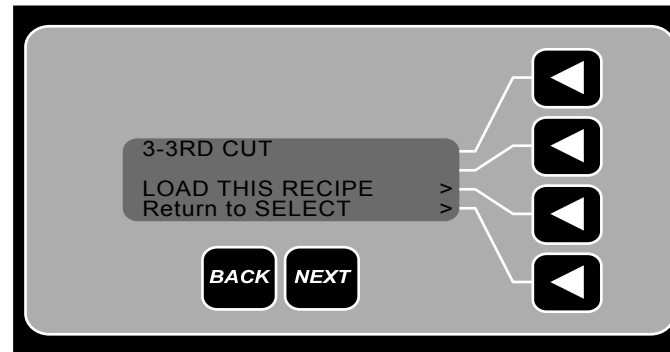 3-3RD CUT
LOAD THIS RECIPE >
Return to SELECT >
BACK NEXT